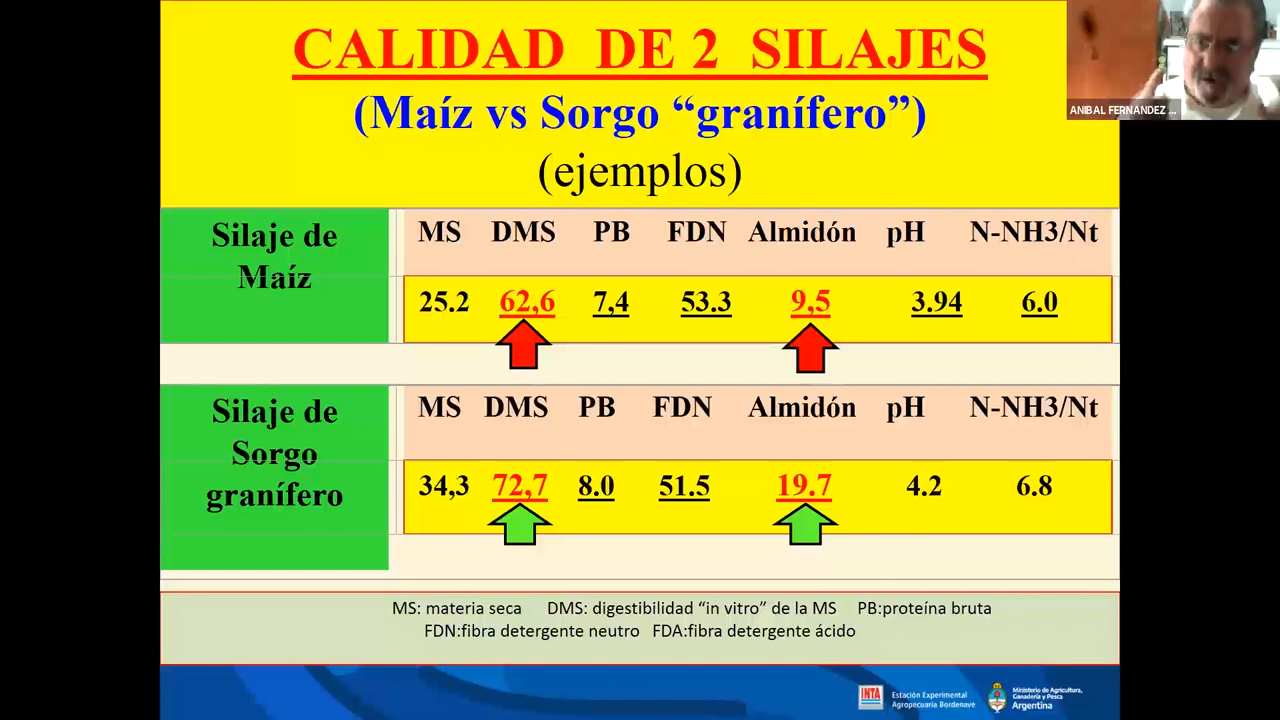 CALIDAD DE 2 SILAJES
(Maíz vs Sorgo “granífero”)
(ejemplos)
ANIBAL FERNANDEZ ...
Silaje de
Maíz
MS DMS PB FDN Almidón pH N-NH3/Nt
25.2 62,6 7,4 53.3 9,5 3.94 6.0
Silaje de
Sorgo
granífero
MS DMS PB FDN Almidón pH N-NH3/Nt
34,3 72,7 8.0 51.5 19.7 4.2 6.8
MS: materia seca DMS: digestibilidad “in vitro” de la MS PB:proteína bruta
FDN:fibra detergente neutro FDA:fibra detergente ácido
INTA
Estación Experimental
Agropecuaria Bordenave
Ministerio de Agricultura,
Ganadería y Pesca
Argentina